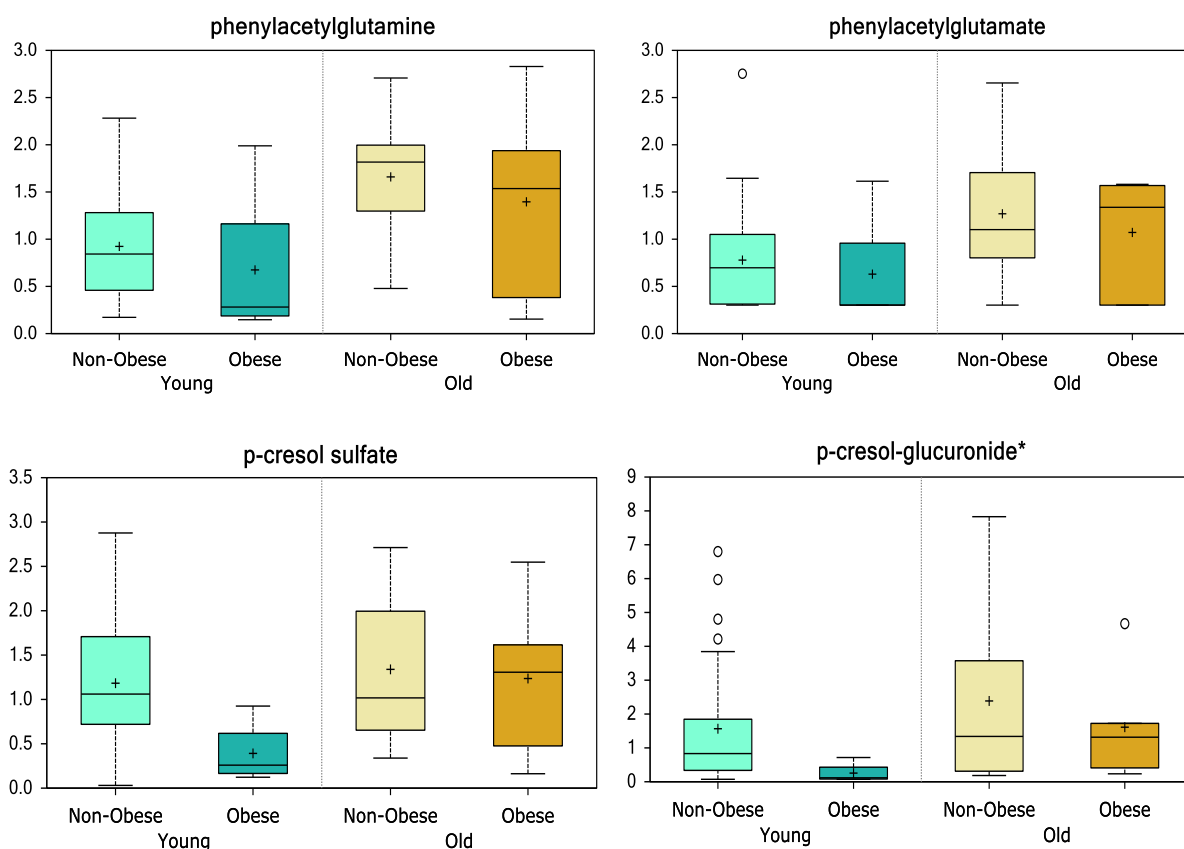 phenylacetylglutamine
3.0
2.5
2.0
1.5
1.0
0.5
0.0
Non-Obese Obese Non-Obese Obese
Young Old
phenylacetylglutamate
3.0
2.5
2.0
1.5
1.0
0.5
0.0
Non-Obese Obese Non-Obese Obese
Young Old
p-cresol sulfate
3.5
3.0
2.5
2.0
1.5
1.0
0.5
0.0
Non-Obese Obese Non-Obese Obese
Young Old
p-cresol-glucuronide*
9
8
7
6
5
4
3
2
1
0
Non-Obese Obese Non-Obese Obese
Young Old